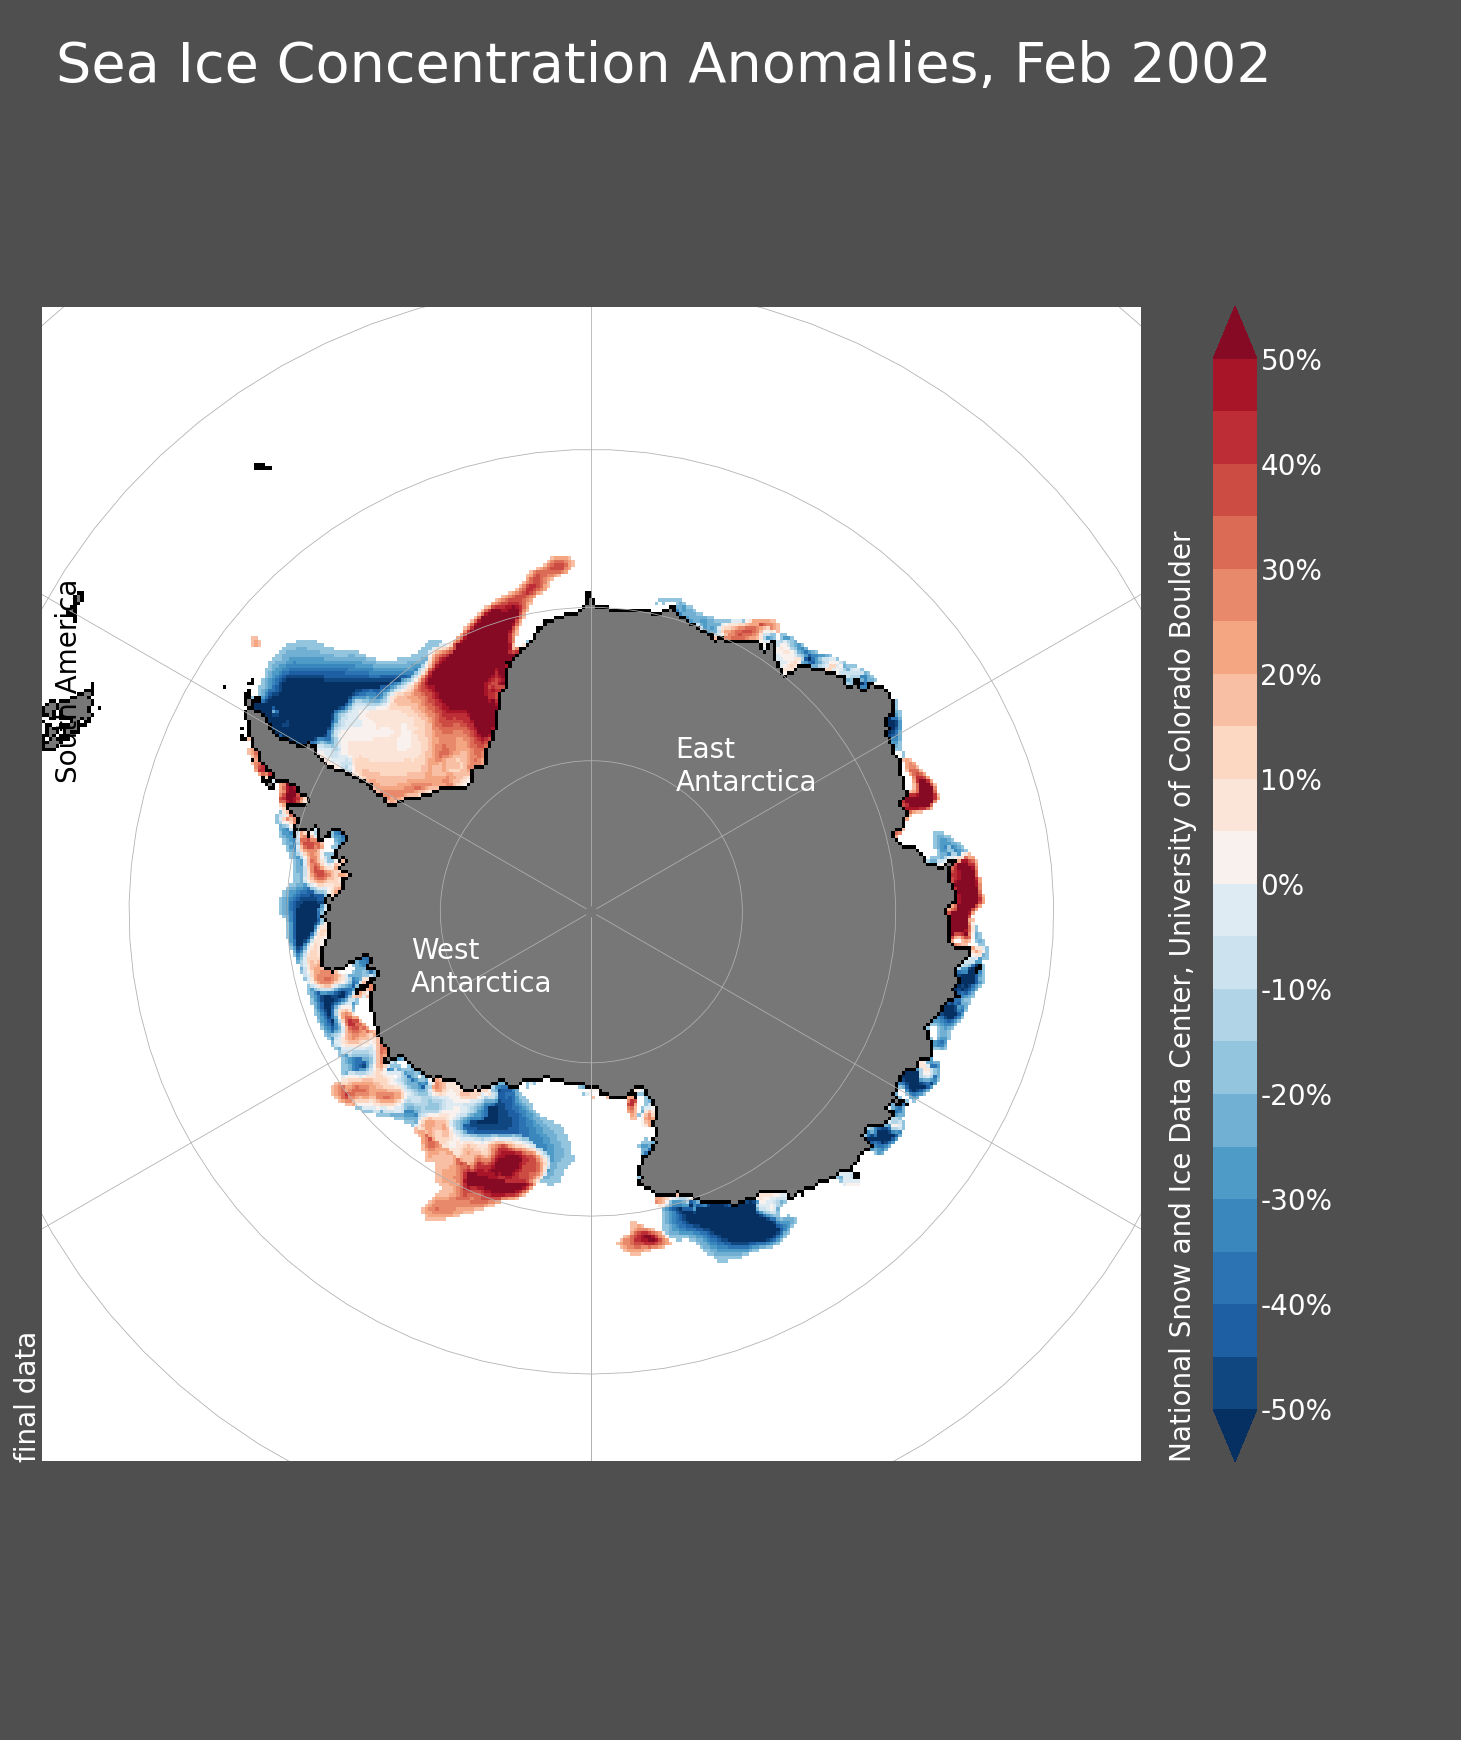 Sea Ice Concentration Anomalies, Feb 2002
South America
East
Antarctica
West
Antarctica
final data
National Snow and Ice Data Center, University of Colorado Boulder
50%
40%
30%
20%
10%
0%
-10%
-20%
-30%
-40%
-50%